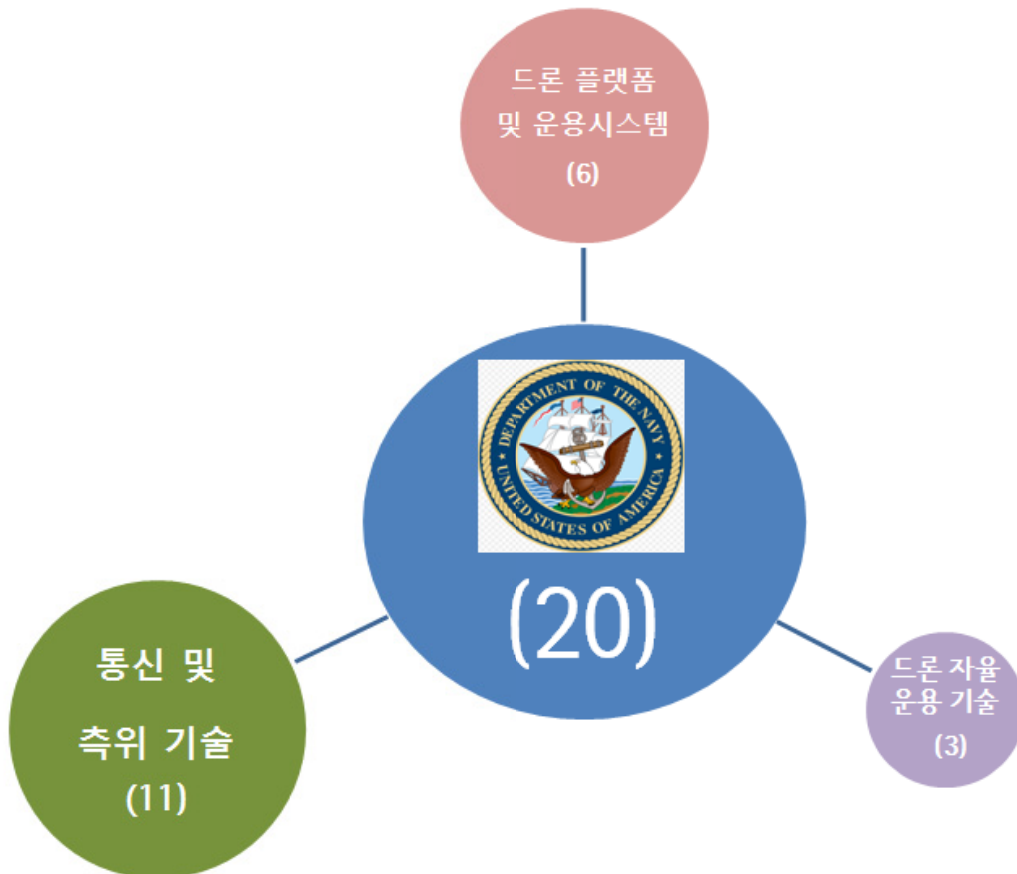 드론 플랫폼
및 운용시스템
(6)
DEPARTMENT OF THE NAVY
UNITED STATES OF AMERICA
(20)
통신 및
측위 기술
(11)
드론 자율
운용 기술
(3)